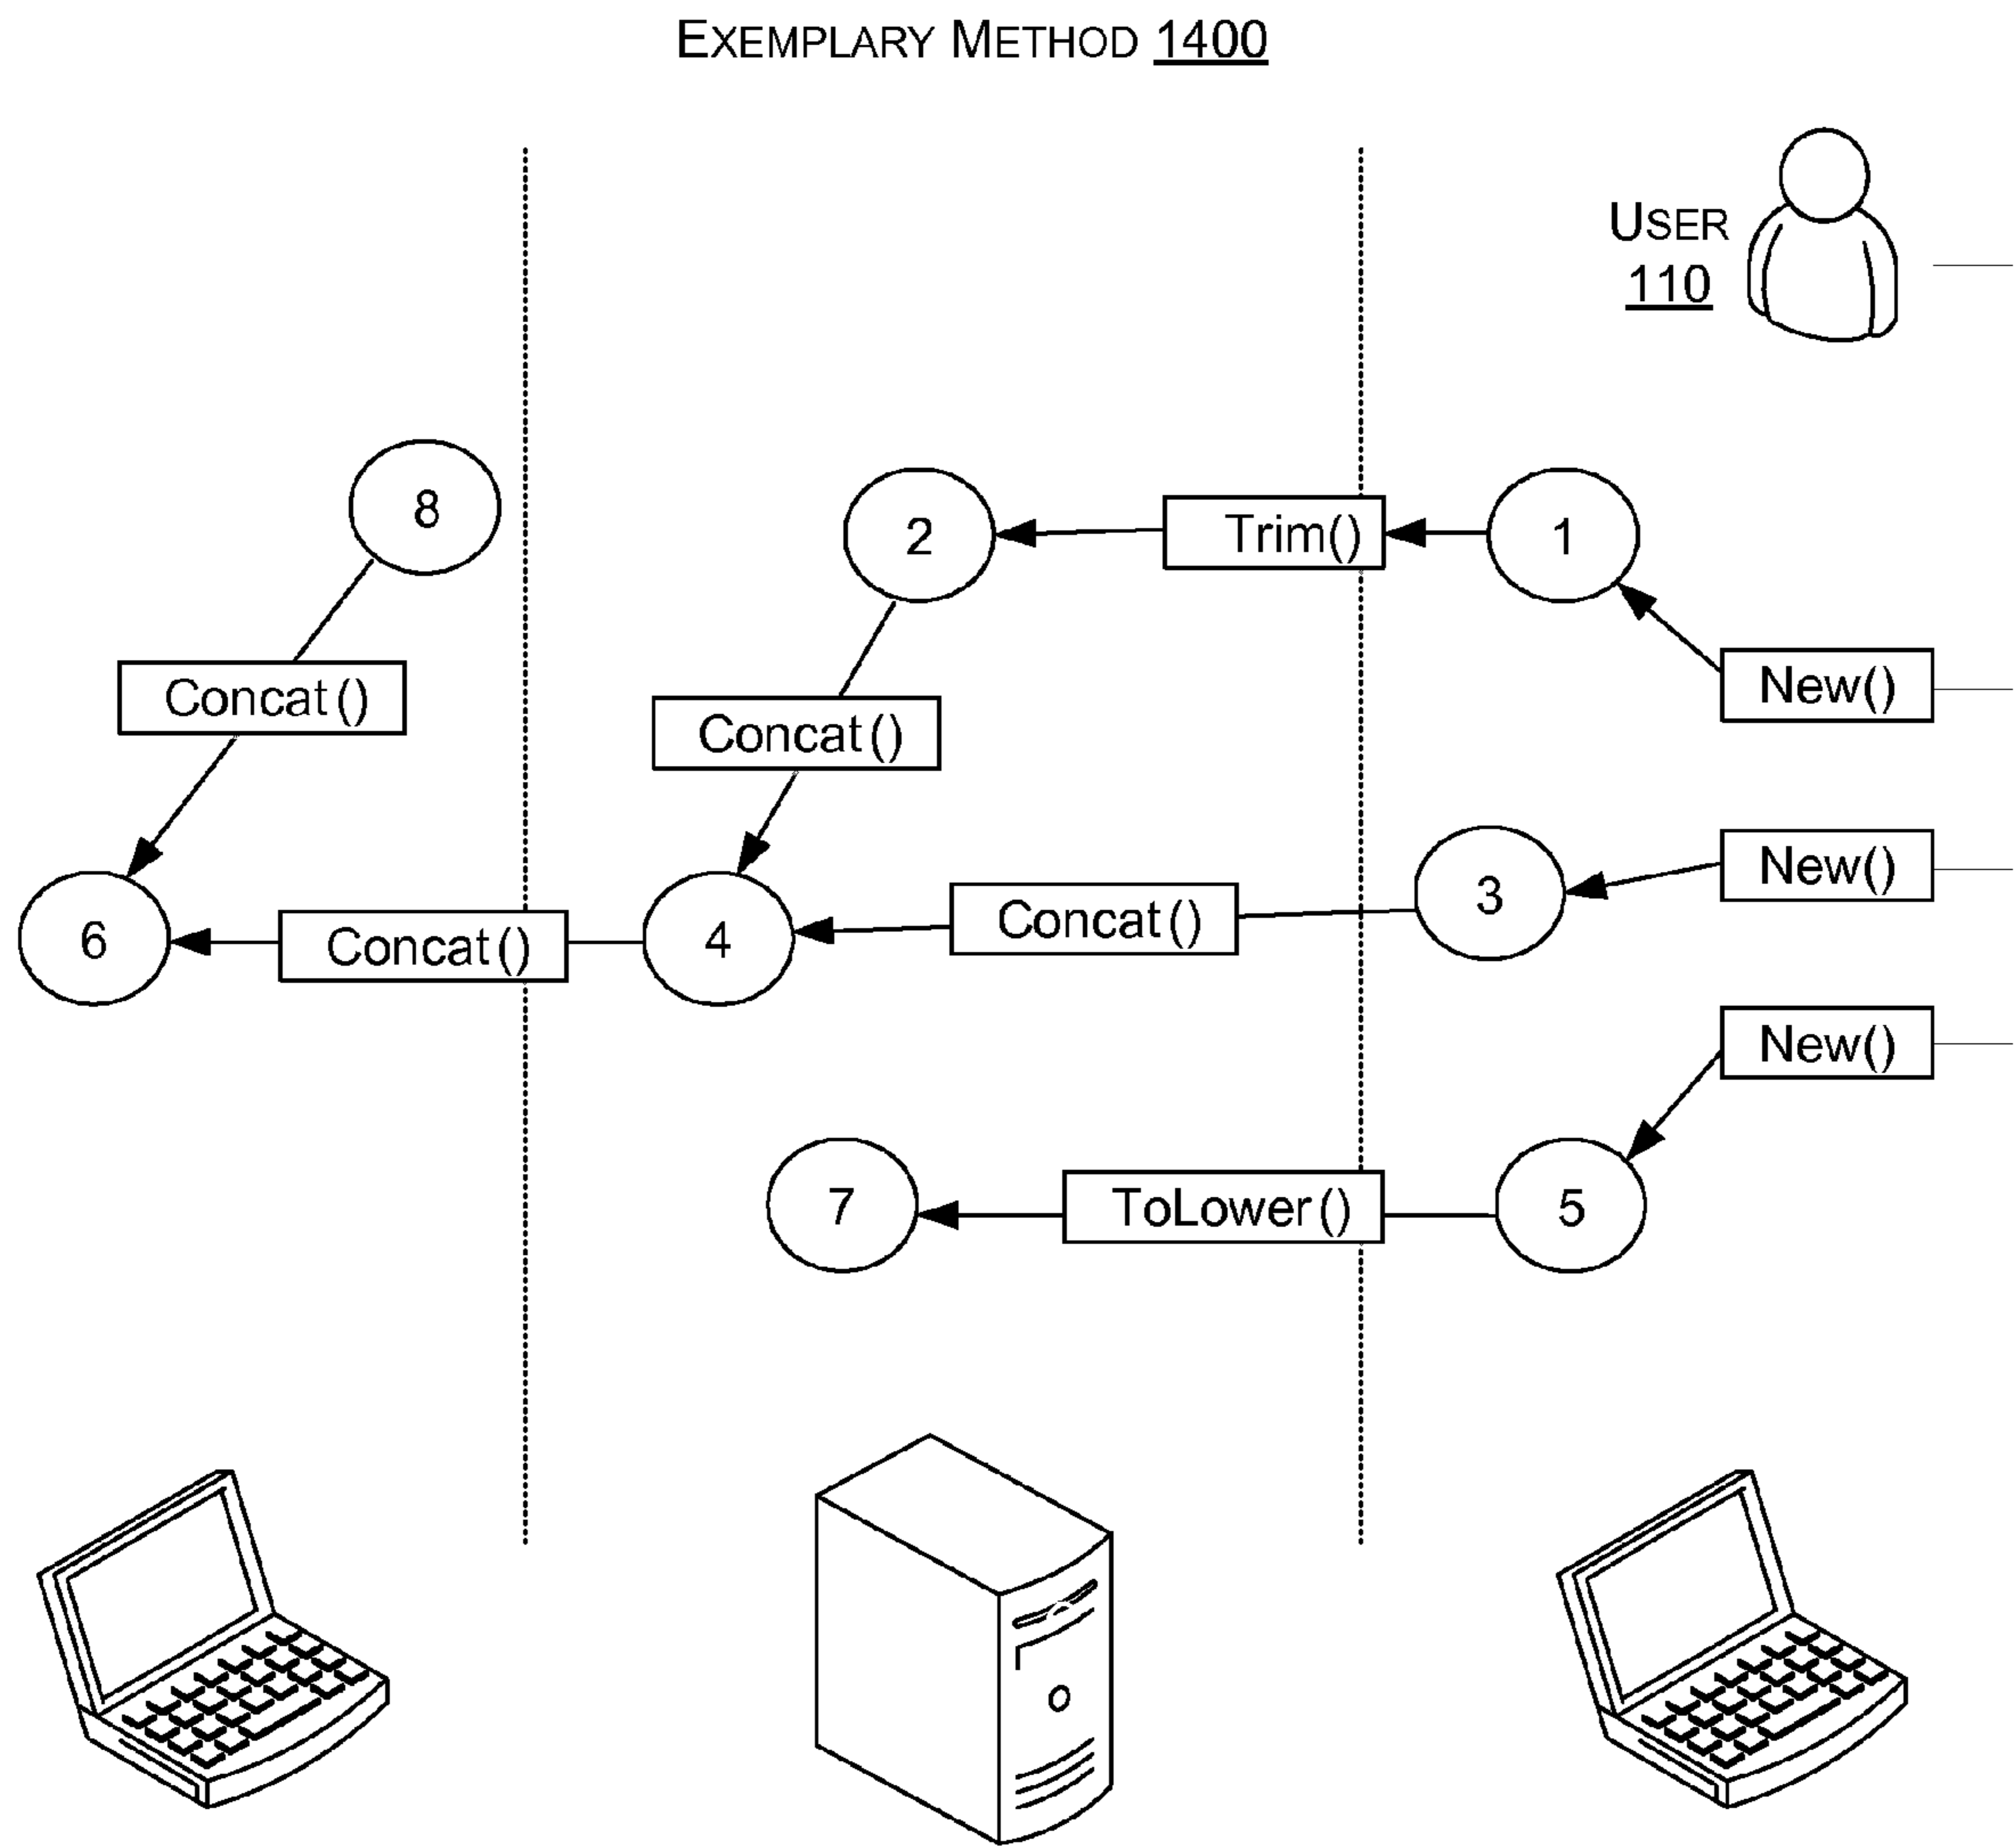 EXEMPLARY METHOD 1400
USER
110
8
2
Trim()
1
Concat()
New()
Concat()
3
New()
6
Concat()
4
Concat()
New()
7
ToLower()
5